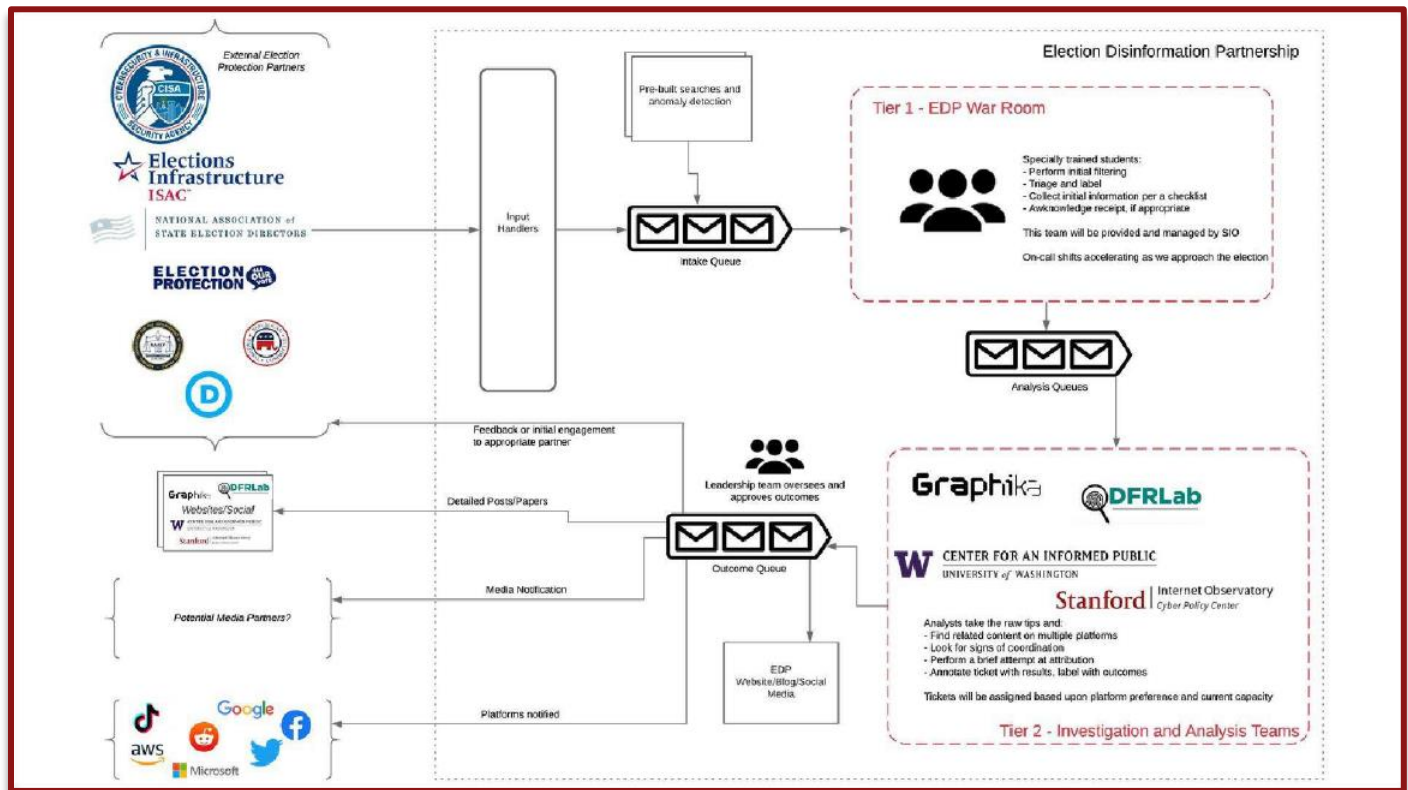 External Election
Protection Partners
CYBERSECURITY & INFRASTRUCTURE
CISA
SECURITY AGENCY
Elections
Infrastructure
ISAC
NATIONAL ASSOCIATION of
STATE ELECTION DIRECTORS
ELECTION
PROTECTION
OUR
VOTE
D
Election Disinformation Partnership
Input
Handlers
Pre-built searches and
anomaly detection
Intake Queue
Tier 1 - EDP War Room
Specially trained students:
- Perform initial filtering
- Triage and label
- Collect initial information per a checklist
- Awknowledge receipt, if appropriate
This team will be provided and managed by SIO
On-call shifts accelerating as we approach the election
Analysis Queues
Graphika
DFRLab
W
CENTER FOR AN INFORMED PUBLIC
UNIVERSITY of WASHINGTON
Stanford
Internet Observatory
Cyber Policy Center
Analysts take the raw tips and:
- Find related content on multiple platforms
- Look for signs of coordination
- Perform a brief attempt at attribution
- Annotate ticket with results, label with outcomes
Tickets will be assigned based upon platform preference and current capacity
Tier 2 - Investigation and Analysis Teams
Leadership team oversees and
approves outcomes
Outcome Queue
Feedback or initial engagement
to appropriate partner
Detailed Posts/Papers
Graphika
DFRLab
Websites/Social
W
CENTER FOR AN INFORMED PUBLIC
Stanford
Media Notification
Potential Media Partners?
EDP
Website/Blog/Social
Media
Platforms notified
Google
aws
Microsoft